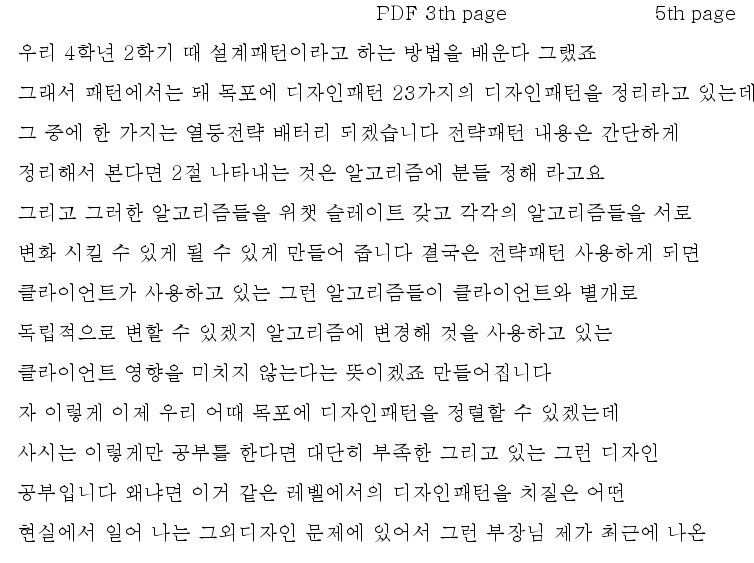 PDF 3th page 5th page
우리 4학년 2학기 때 설계패턴이라고 하는 방법을 배운다 그랬죠
그래서 패턴에서는 돼 목포에 디자인패턴 23가지의 디자인패턴을 정리라고 있는데
그 중에 한 가지는 열등전략 배터리 되겠습니다 전략패턴 내용은 간단하게
정리해서 본다면 2절 나타내는 것은 알고리즘에 분들 정해 라고요
그리고 그러한 알고리즘들을 위챗 슬레이트 갖고 각각의 알고리즘들을 서로
변화 시킬 수 있게 될 수 있게 만들어 줍니다 결국은 전략패턴 사용하게 되면
클라이언트가 사용하고 있는 그런 알고리즘들이 클라이언트와 별개로
독립적으로 변할 수 있겠지 알고리즘에 변경해 것을 사용하고 있는
클라이언트 영향을 미치지 않는다는 뜻이겠죠 만들어집니다
자 이렇게 이제 우리 어때 목포에 디자인패턴을 정렬할 수 있겠는데
사시는 이렇게만 공부를 한다면 대단히 부족한 그리고 있는 그런 디자인
공부입니다 왜냐면 이거 같은 레벨에서의 디자인패턴을 치질은 어떤
현실에서 일어 나는 그외디자인 문제에 있어서 그런 부장님 제가 최근에 나온